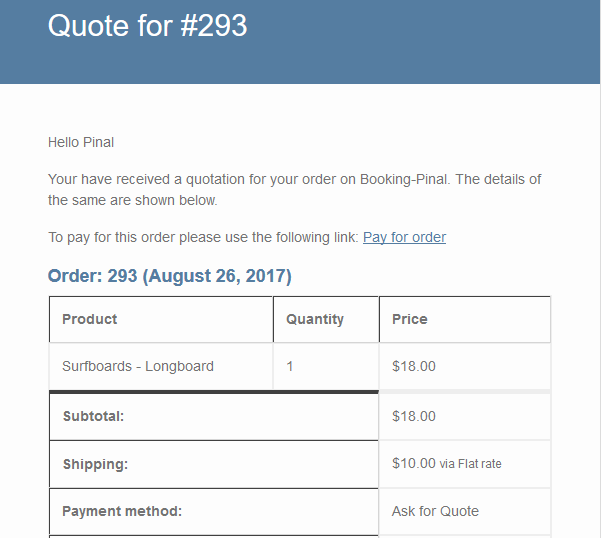 Quote for #293
Hello Pinal
Your have received a quotation for your order on Booking-Pinal. The details of
the same are shown below.
To pay for this order please use the following link: Pay for order
Order: 293 (August 26, 2017)
Product Quantity Price
Surfboards - Longboard 1 $18.00
Subtotal: $18.00
Shipping: $10.00 via Flat rate
Payment method: Ask for Quote